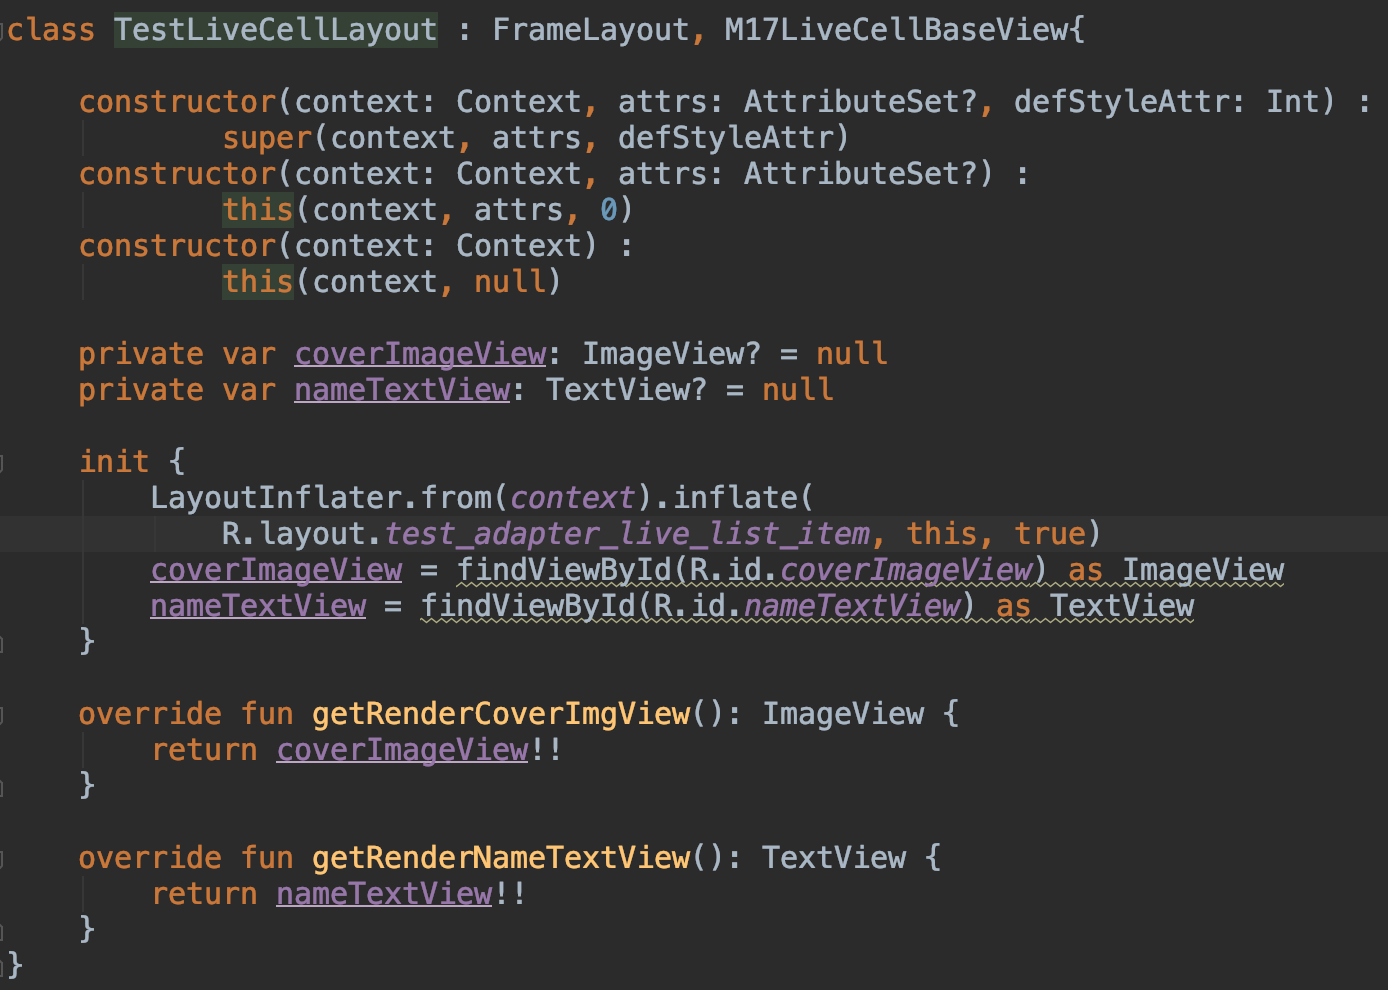 class TestLiveCellLayout : FrameLayout, M17LiveCellBaseView{
constructor(context: Context, attrs: AttributeSet?, defStyleAttr: Int) :
super(context, attrs, defStyleAttr)
constructor(context: Context, attrs: AttributeSet?) :
this(context, attrs, 0)
constructor(context: Context) :
this(context, null)
private var coverImageView: ImageView? = null
private var nameTextView: TextView? = null
init {
LayoutInflater.from(context).inflate(
R.layout.test_adapter_live_list_item, this, true)
coverImageView = findViewById(R.id.coverImageView) as ImageView
nameTextView = findViewById(R.id.nameTextView) as TextView
}
override fun getRenderCoverImgView(): ImageView {
return coverImageView!!
}
override fun getRenderNameTextView(): TextView {
return nameTextView!!
}
}